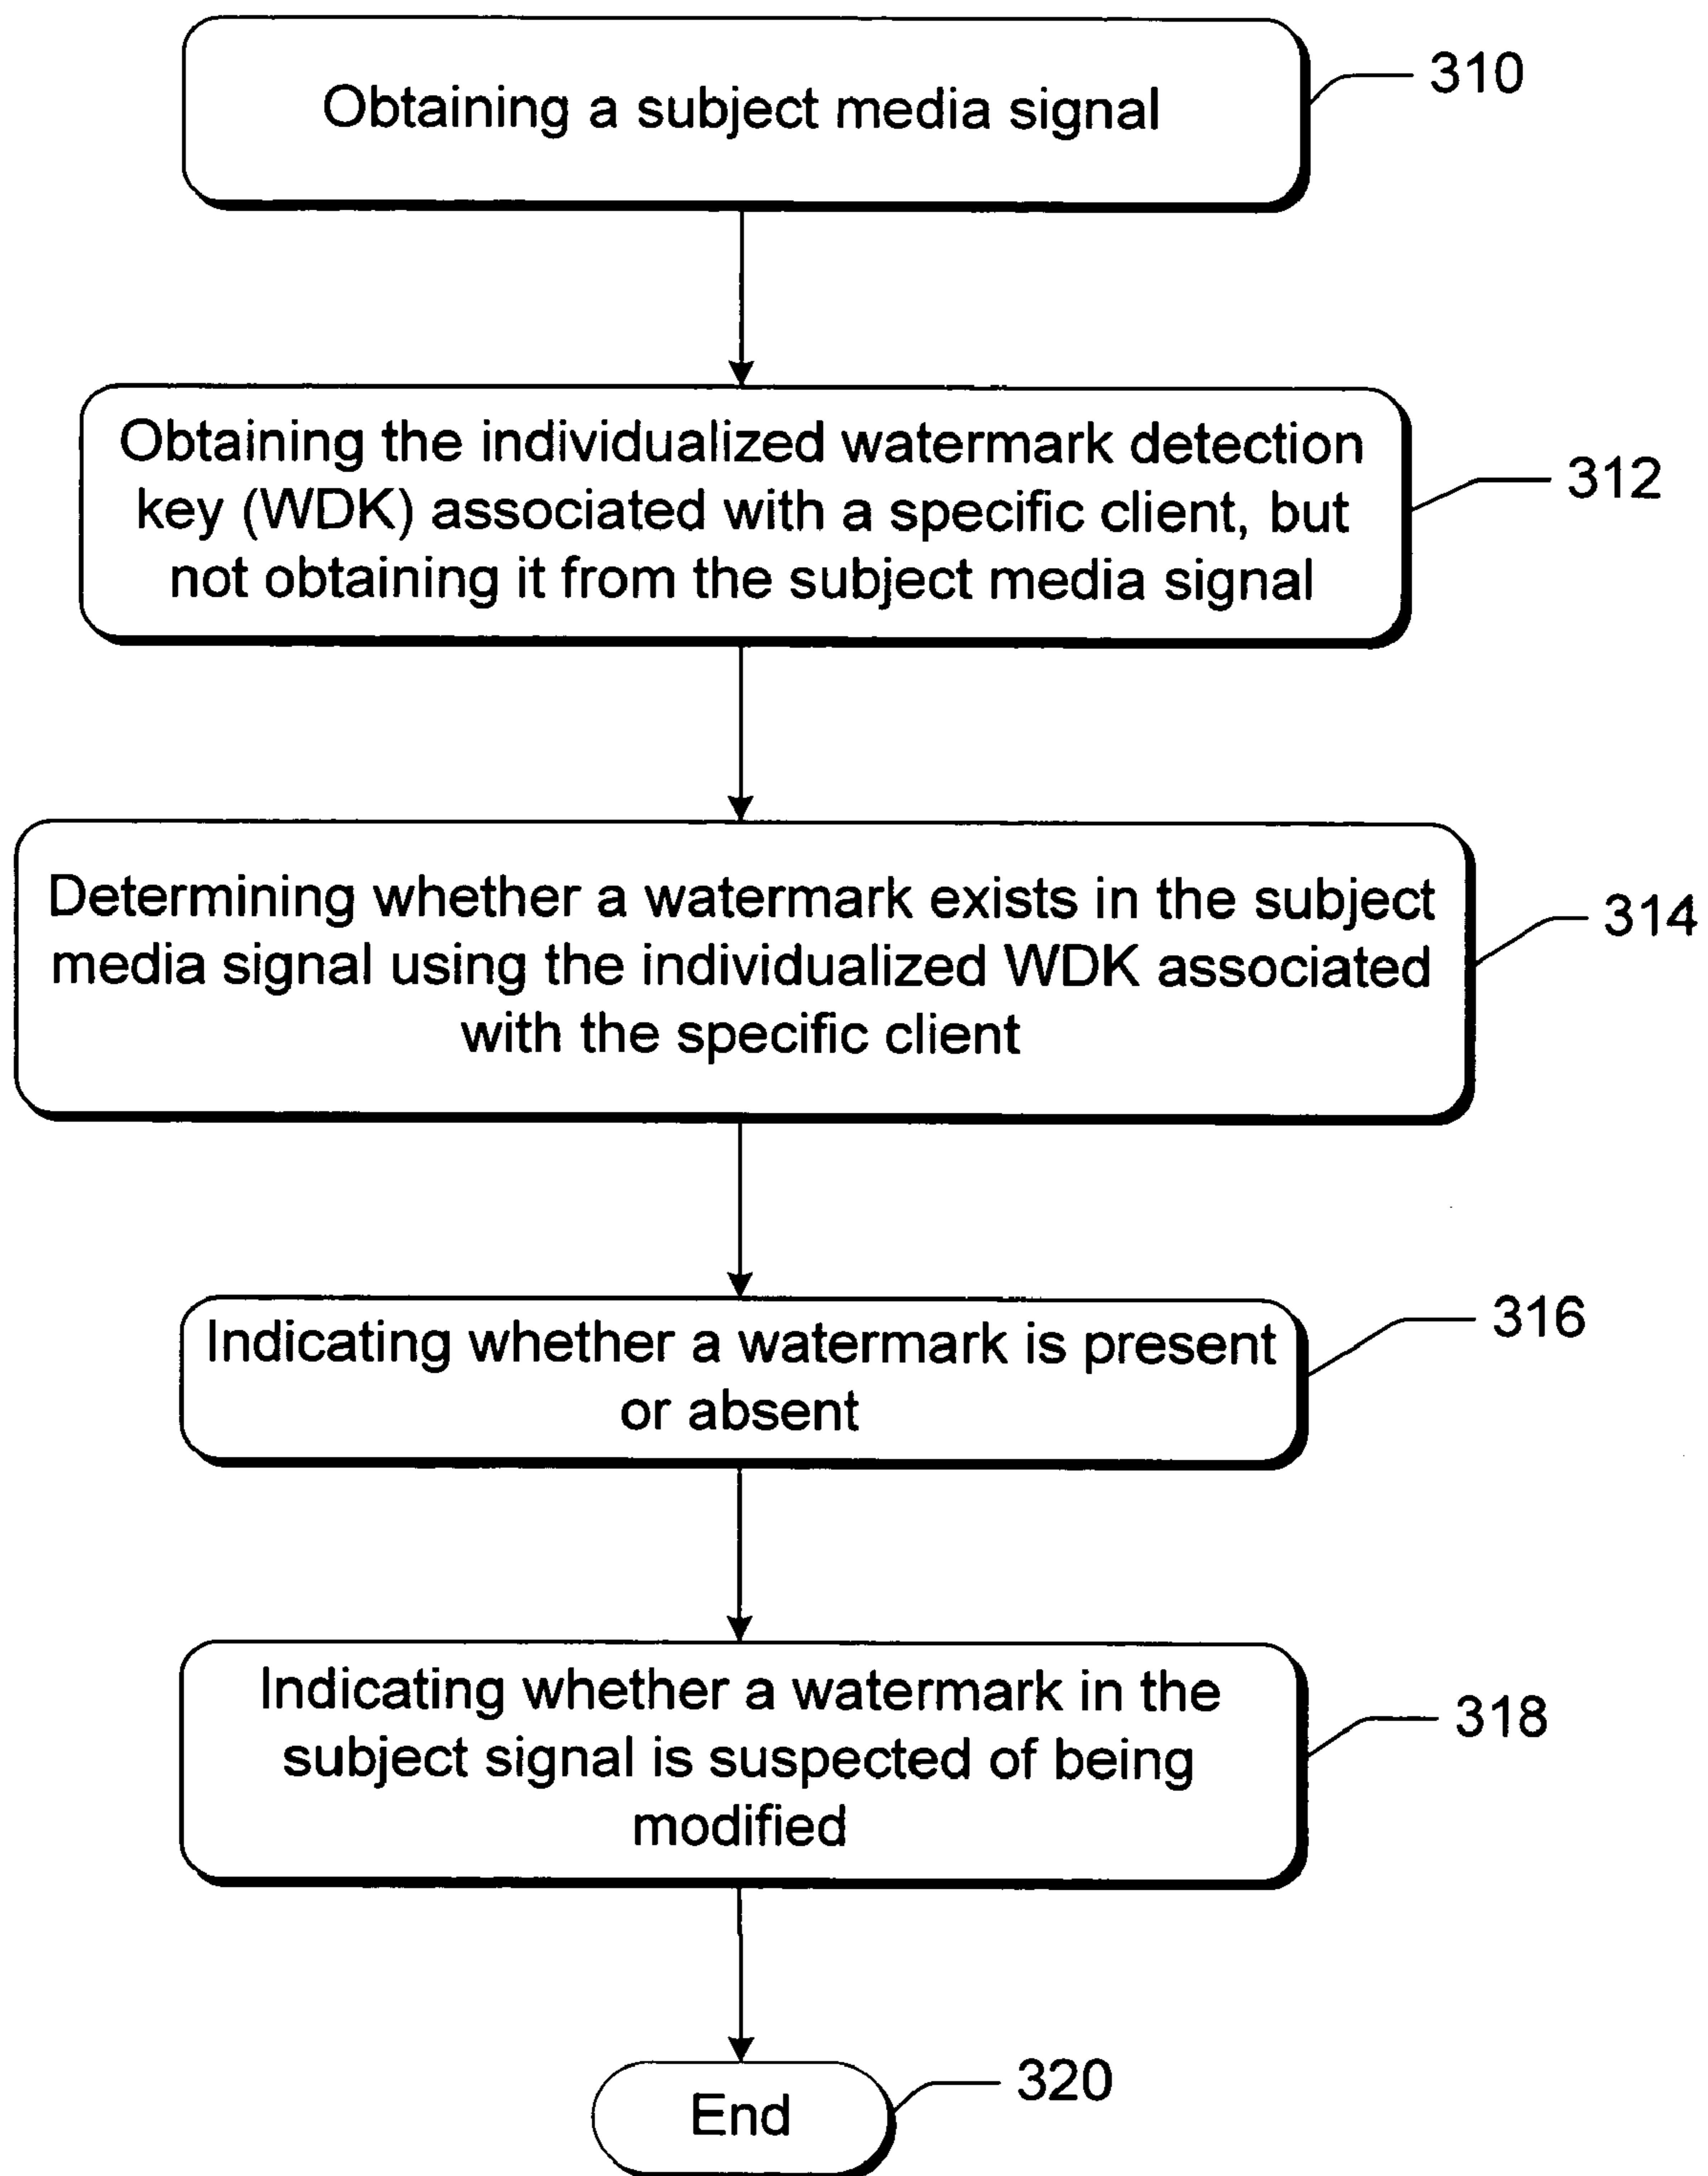 Obtaining a subject media signal
310
Obtaining the individualized watermark detection
key (WDK) associated with a specific client, but
not obtaining it from the subject media signal
312
Determining whether a watermark exists in the subject
media signal using the individualized WDK associated
with the specific client
314
Indicating whether a watermark is present
or absent
316
Indicating whether a watermark in the
subject signal is suspected of being
modified
318
End
320